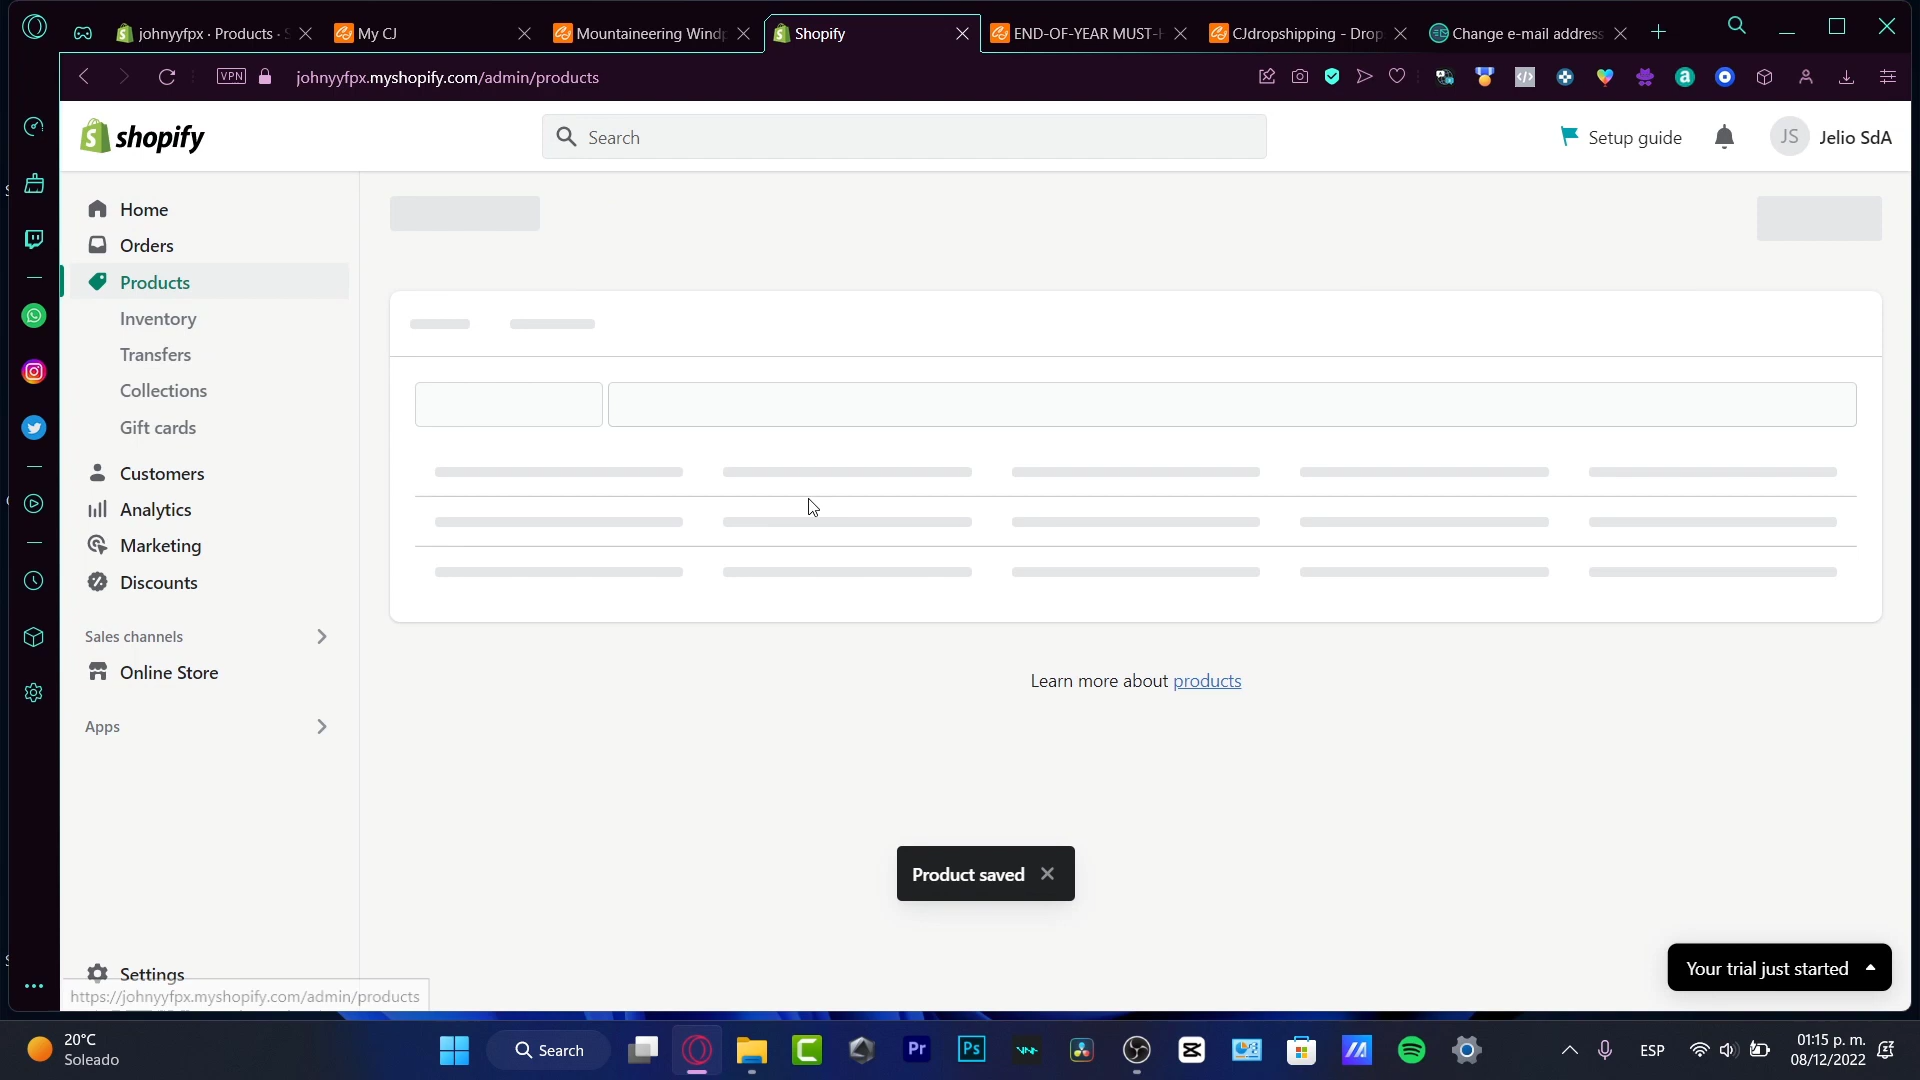 johnyyfpx · Products · S
My CJ
Mountaineering Windp
Shopify
END-OF-YEAR MUST-H
CJdropshipping - Drop
Change e-mail address
VPN
johnyyfpx.myshopify.com/admin/products
shopify
Search
Setup guide
JS
Jelio SdA
Home
Orders
Products
Inventory
Transfers
Collections
Gift cards
Customers
Analytics
Marketing
Discounts
Sales channels
Online Store
Apps
Learn more about products
Product saved
Settings
Your trial just started
https://johnyyfpx.myshopify.com/admin/products
20°C
Soleado
Search
Pr
Ps
ESP
01:15 p. m.
08/12/2022